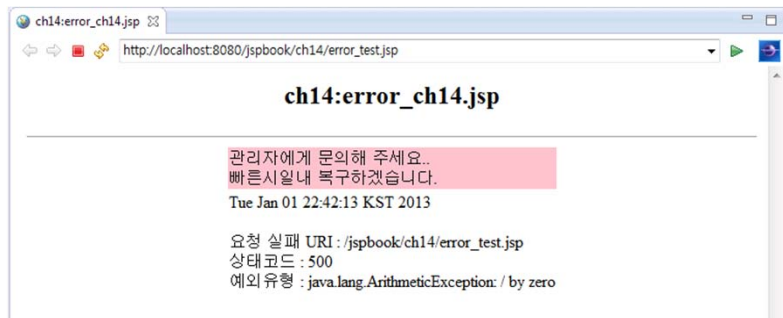 ch14:error_ch14.jsp
http://localhost:8080/jspbook/ch14/error_test.jsp
ch14:error_ch14.jsp
관리자에게 문의해 주세요..
빠른시일내 복구하겠습니다.
Tue Jan 01 22:42:13 KST 2013
요청 실패 URI : /jspbook/ch14/error_test.jsp
상태코드 : 500
예외유형 : java.lang.ArithmeticException: / by zero